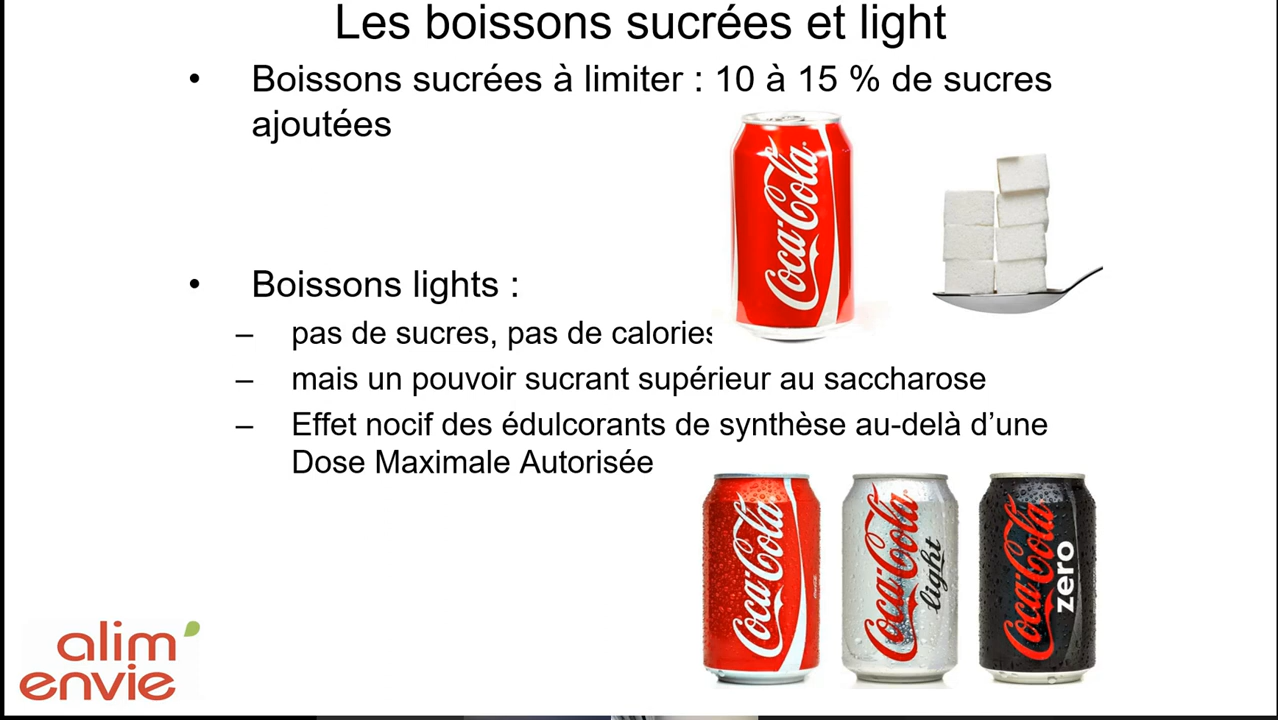 Les boissons sucrées et light
• Boissons sucrées à limiter : 10 à 15 % de sucres
ajoutées
Coca-Cola
• Boissons lights :
– pas de sucres, pas de calories
– mais un pouvoir sucrant supérieur au saccharose
– Effet nocif des édulcorants de synthèse au-delà d’une
Dose Maximale Autorisée
Coca-Cola
Coca-Cola light
Coca-Cola zero
alim’
envie